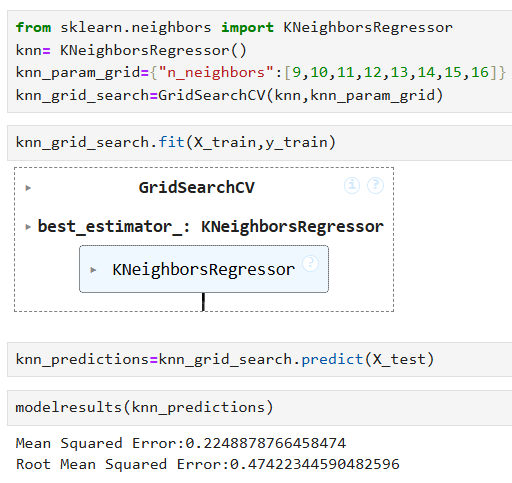 from sklearn.neighbors import KNeighborsRegressor
knn= KNeighborsRegressor()
knn_param_grid={"n_neighbors":[9,10,11,12,13,14,15,16]}
knn_grid_search=GridSearchCV(knn,knn_param_grid)
knn_grid_search.fit(X_train,y_train)
▸ GridSearchCV i ?
▸ best_estimator_: KNeighborsRegressor
▸ KNeighborsRegressor ?
knn_predictions=knn_grid_search.predict(X_test)
modelresults(knn_predictions)
Mean Squared Error:0.2248878766458474
Root Mean Squared Error:0.47422344590482596